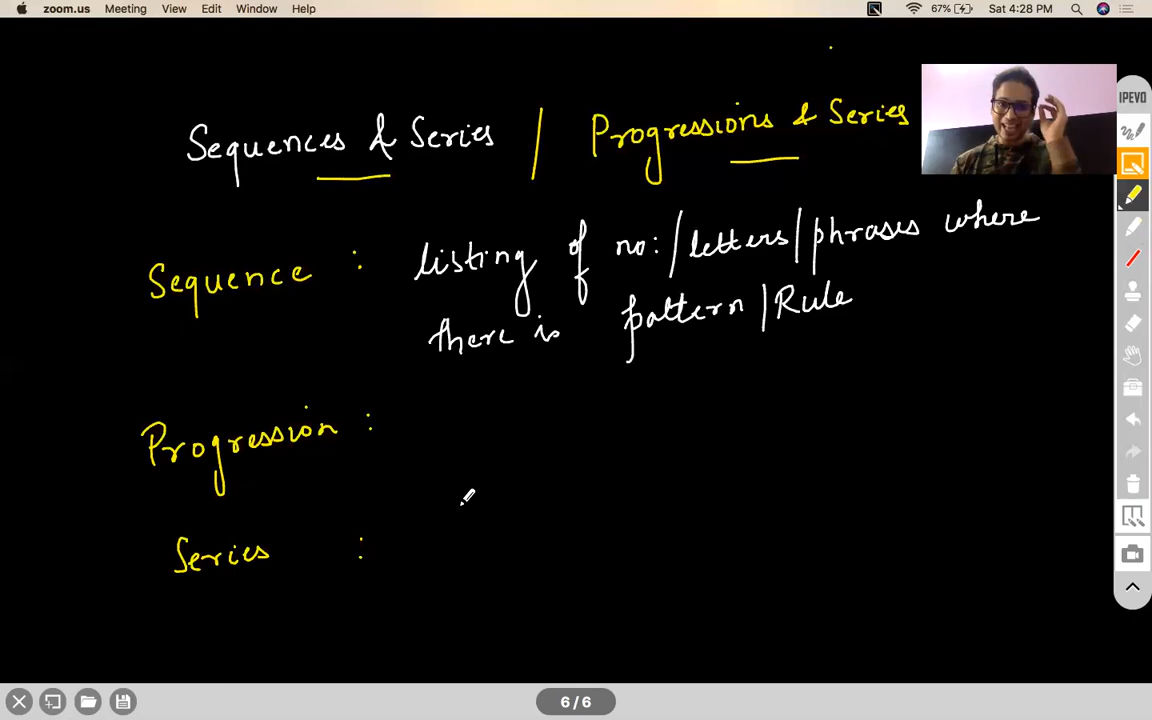 zoom.us Meeting View Edit Window Help 67% Sat 4:28 PM
Sequences & Series / Progressions & Series
IPEVO
Sequence : listing of no:/letters/phrases where
there is pattern/Rule
Progression :
Series :
6/6